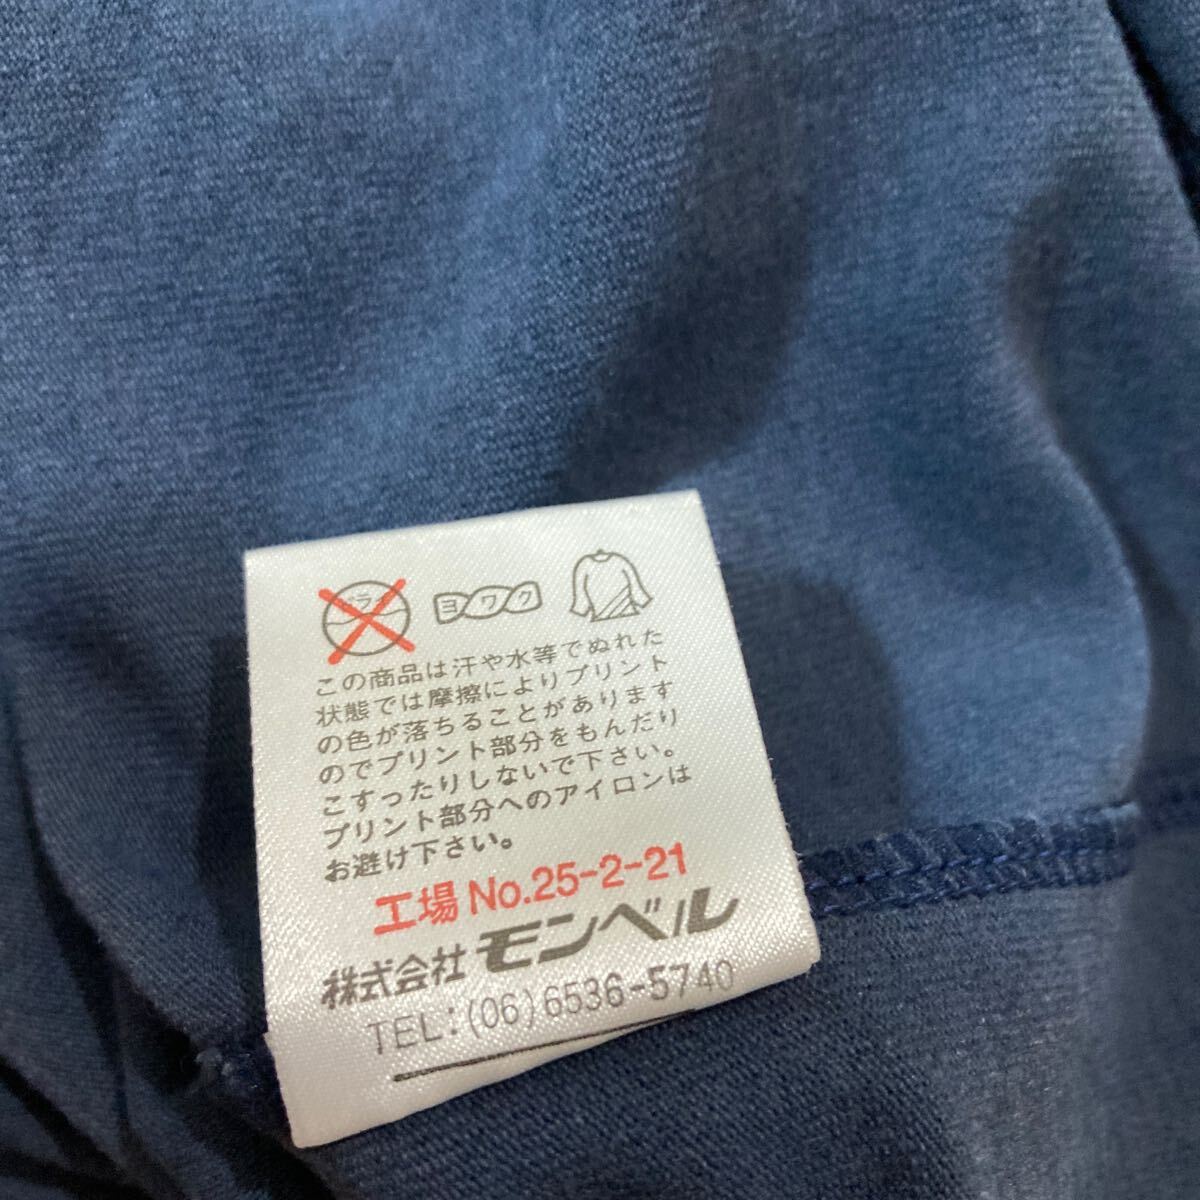 ドライ ヨワク
この商品は汗や水等でぬれた
状態では摩擦によりプリント
の色が落ちることがあります
のでプリント部分をもんだり
こすったりしないで下さい。
プリント部分へのアイロンは
お避け下さい。
工場No.25-2-21
株式会社モンベル
TEL:(06)6536-5740